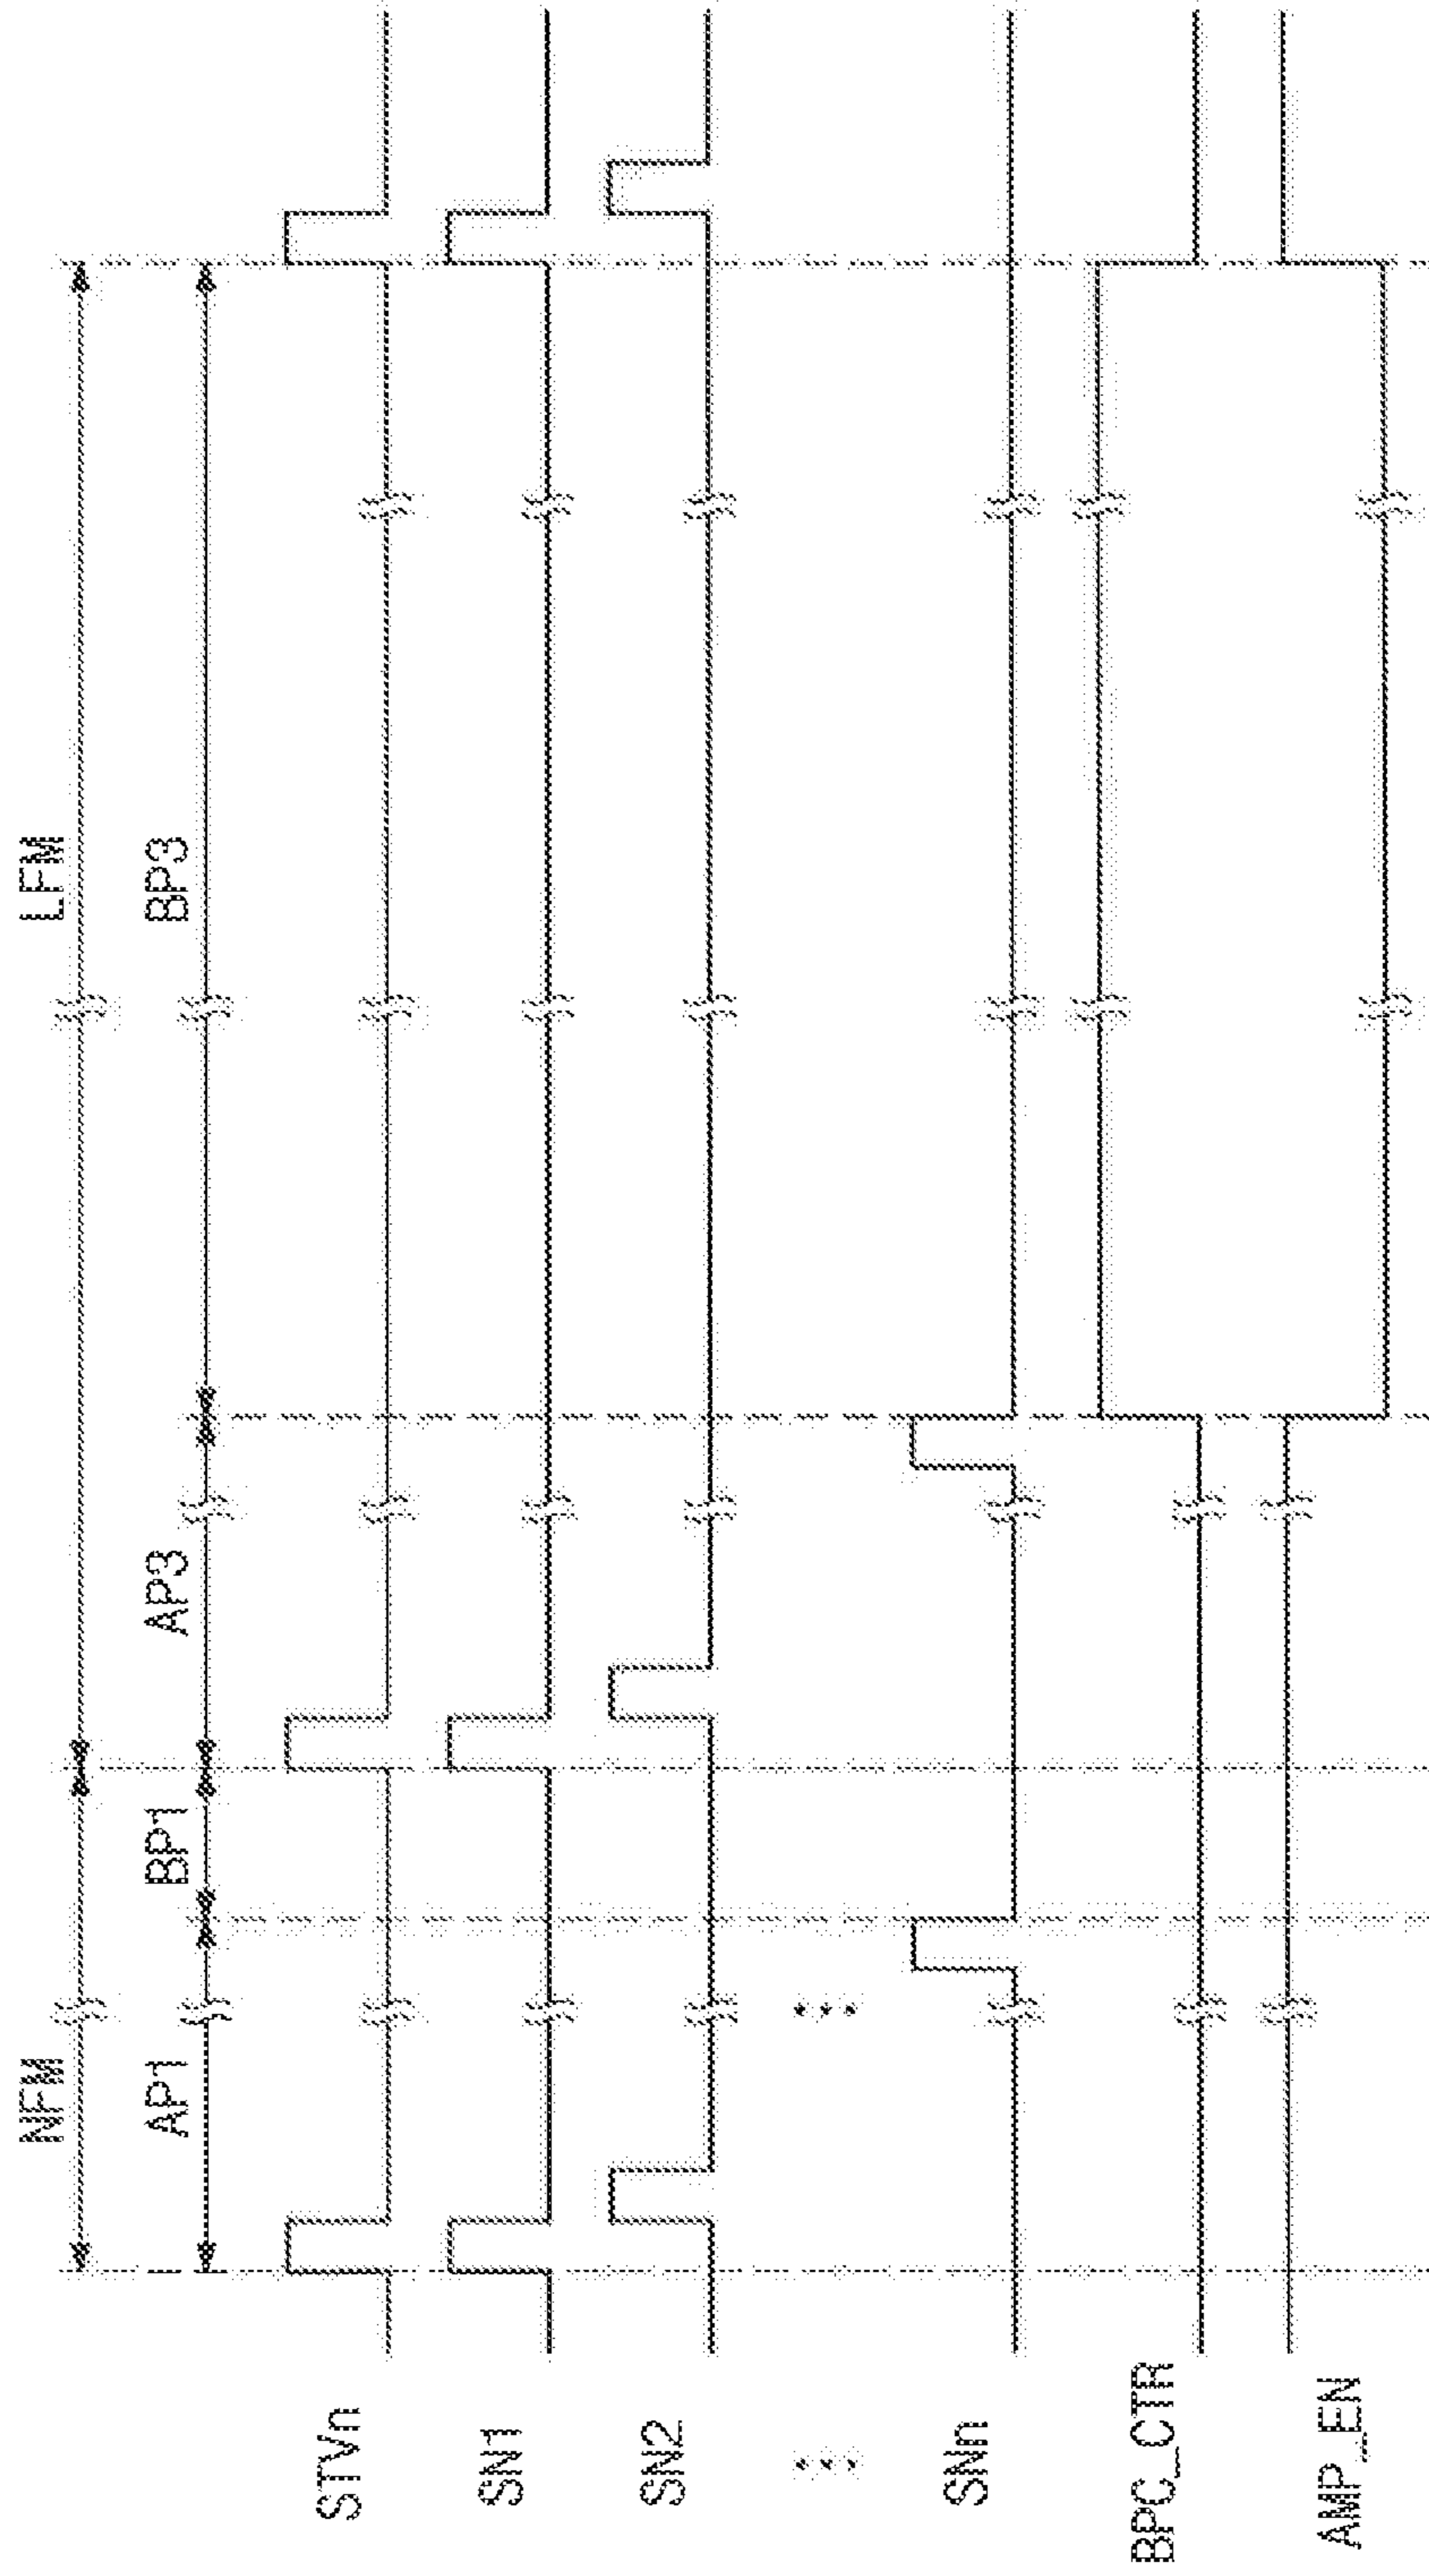 NFM LFM
AP1 BP1 AP3 BP3
STVn
SN1
SN2
... ...
SNn
BPC_CTR
AMP_EN